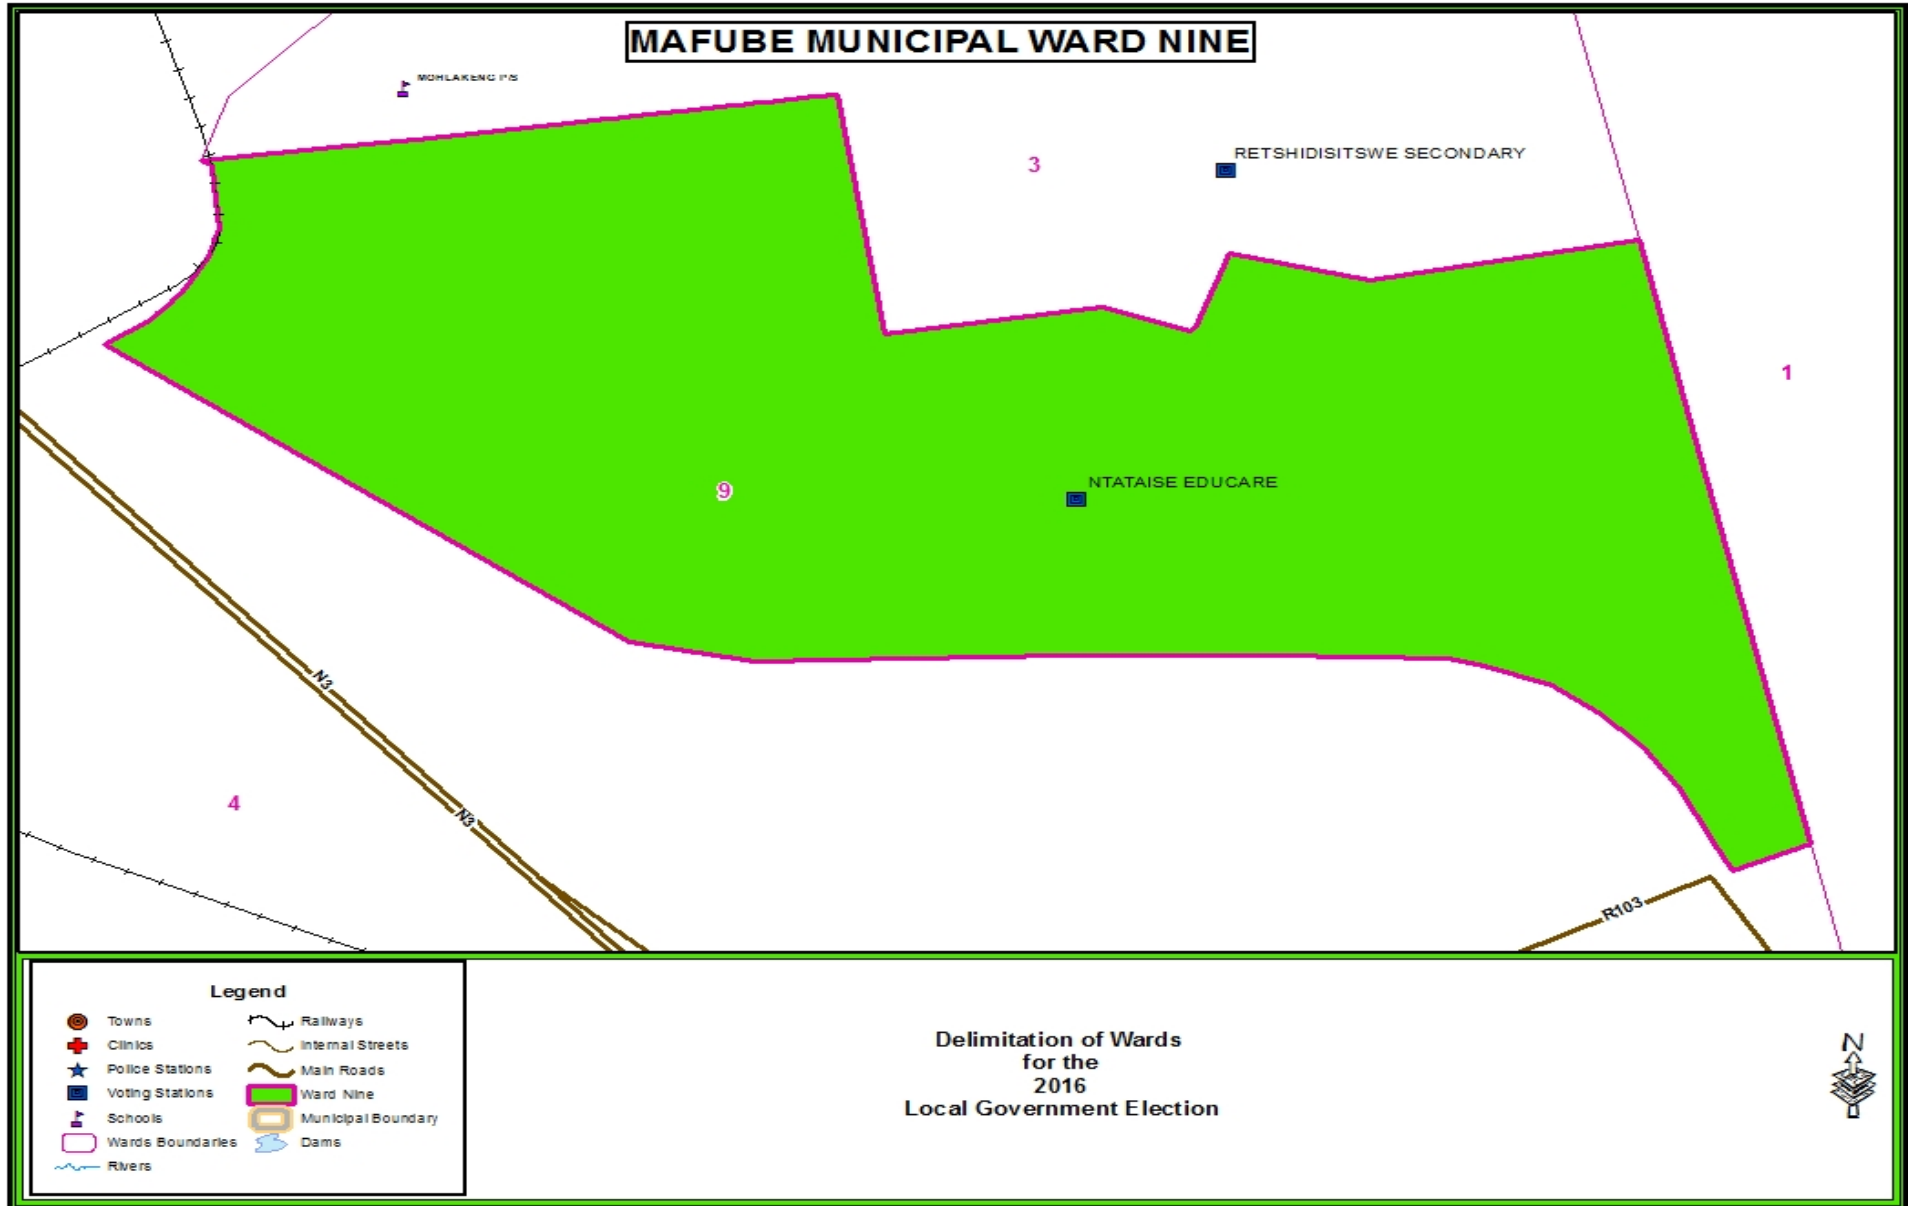 MAFUBE MUNICIPAL WARD NINE
MOHLAKENG P/S
RETSHIDISITSWE SECONDARY
3
1
NTATAISE EDUCARE
9
N3
4
N3
R103
Legend
Towns
Railways
Clinics
Internal Streets
Police Stations
Main Roads
Voting Stations
Ward Nine
Schools
Municipal Boundary
Wards Boundaries
Dams
Rivers
Delimitation of Wards
for the
2016
Local Government Election
N